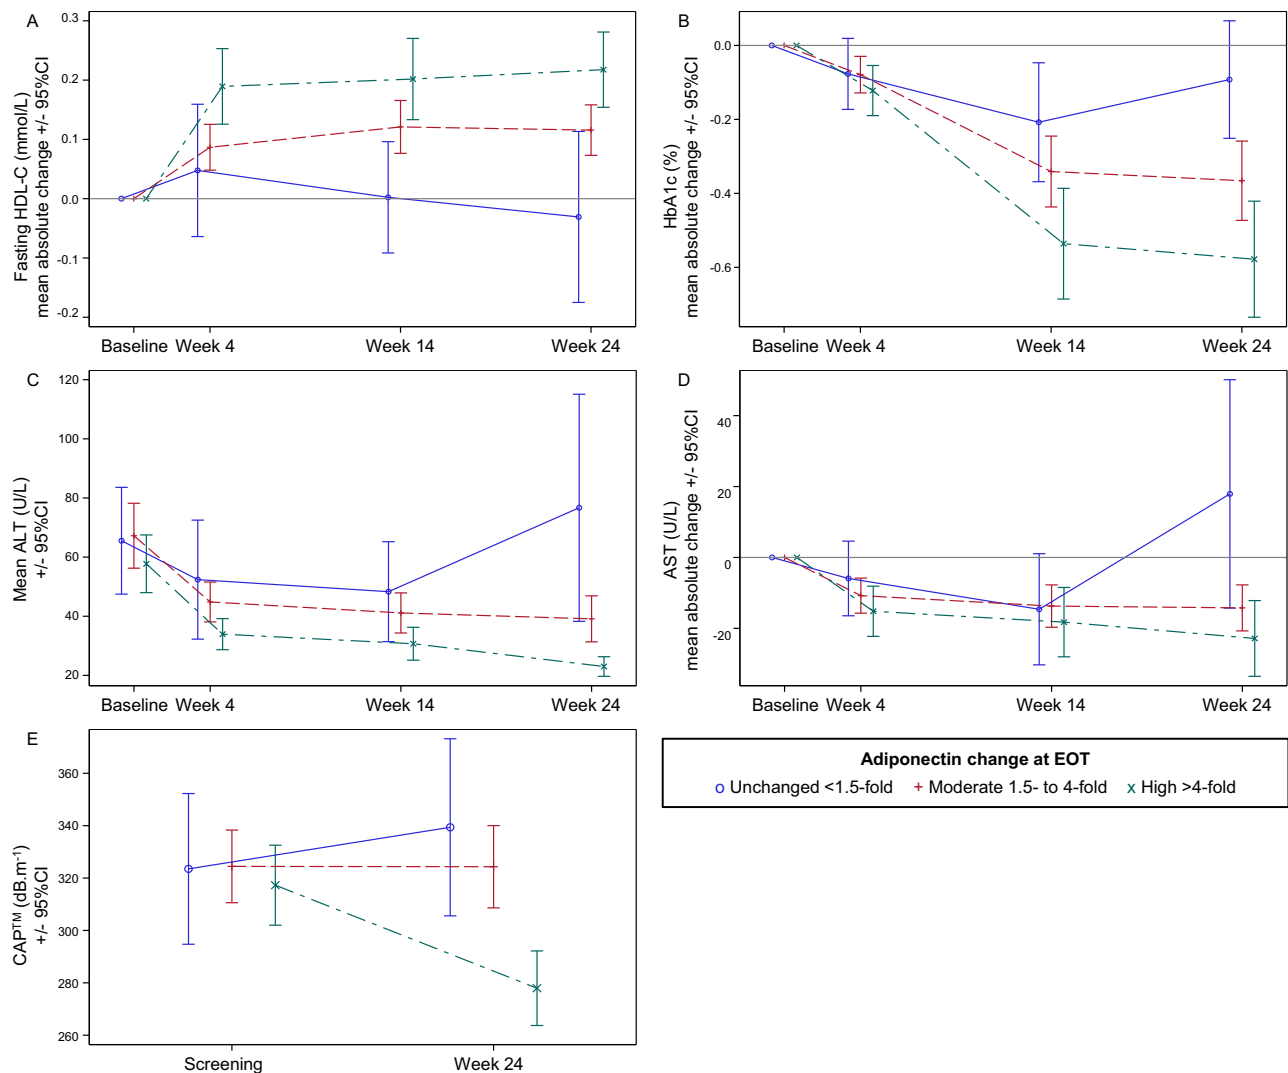 A
Fasting HDL-C (mmol/L)
mean absolute change +/- 95%CI
0.3
0.2
0.1
0.0
-0.1
-0.2
Baseline Week 4 Week 14 Week 24
B
HbA1c (%)
mean absolute change +/- 95%CI
0.0
-0.2
-0.4
-0.6
Baseline Week 4 Week 14 Week 24
C
Mean ALT (U/L)
+/- 95%CI
120
100
80
60
40
20
Baseline Week 4 Week 14 Week 24
D
AST (U/L)
mean absolute change +/- 95%CI
40
20
0
-20
Baseline Week 4 Week 14 Week 24
E
CAP™ (dB.m-1)
+/- 95%CI
360
340
320
300
280
260
Screening Week 24
Adiponectin change at EOT
Unchanged <1.5-fold Moderate 1.5- to 4-fold High >4-fold